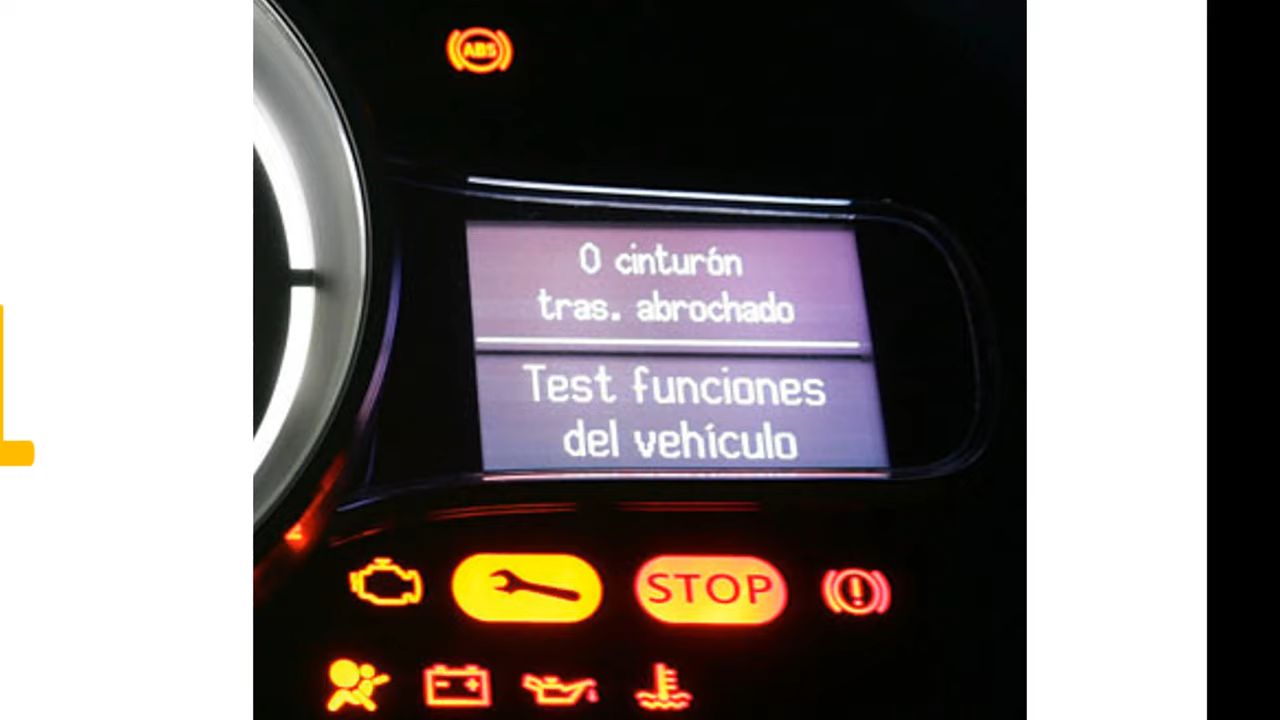 ABS
0 cinturón
tras. abrochado
Test funciones
del vehículo
STOP